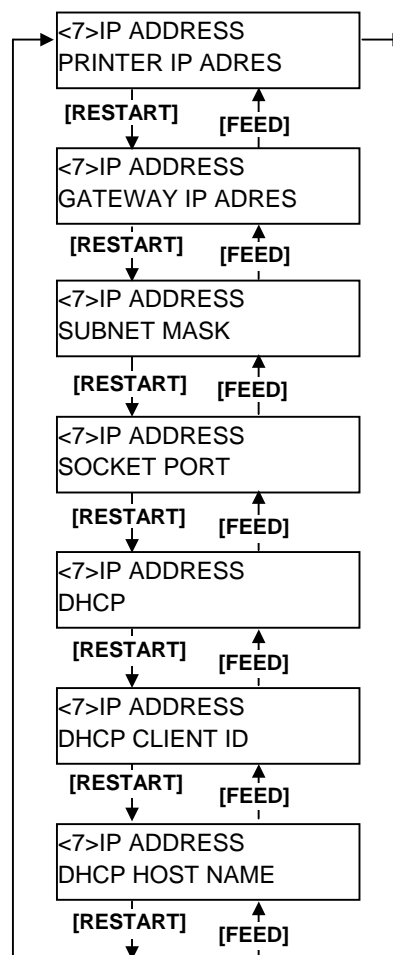 <7>IP ADDRESS
PRINTER IP ADRES
[RESTART]
[FEED]
<7>IP ADDRESS
GATEWAY IP ADRES
[RESTART]
[FEED]
<7>IP ADDRESS
SUBNET MASK
[RESTART]
[FEED]
<7>IP ADDRESS
SOCKET PORT
[RESTART]
[FEED]
<7>IP ADDRESS
DHCP
[RESTART]
[FEED]
<7>IP ADDRESS
DHCP CLIENT ID
[RESTART]
[FEED]
<7>IP ADDRESS
DHCP HOST NAME
[RESTART]
[FEED]